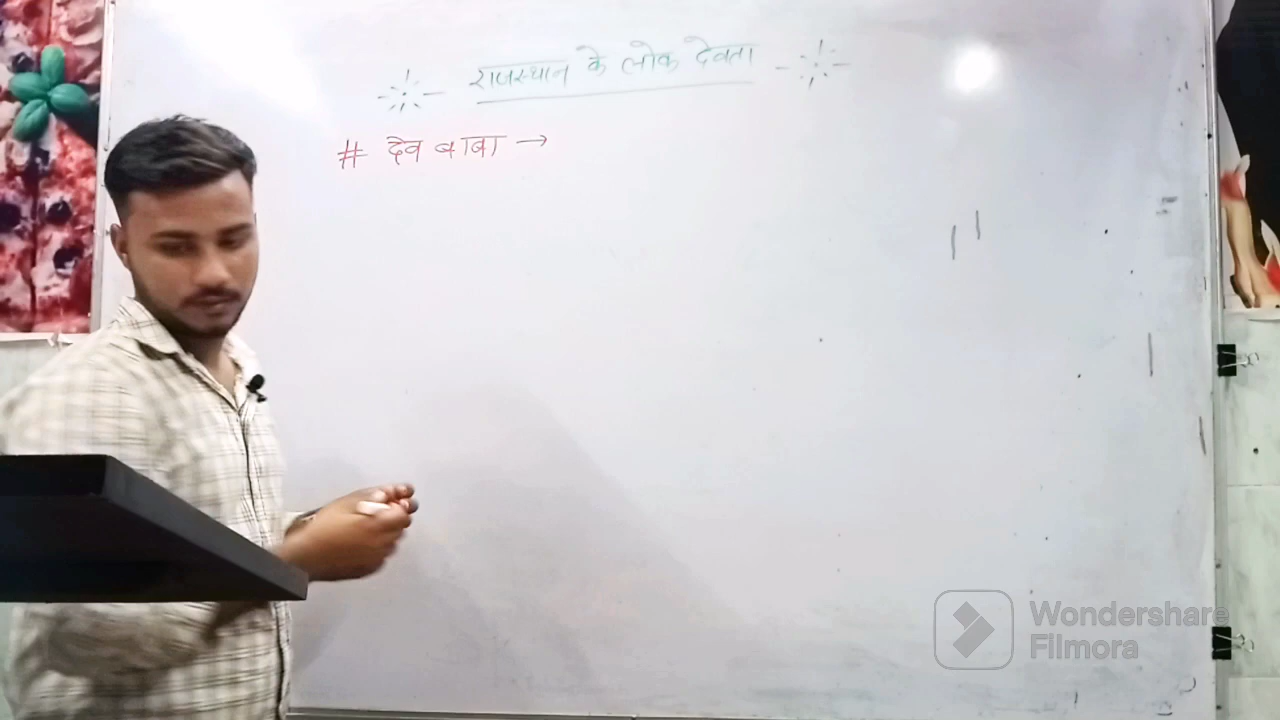 राजस्थान के लोक देवता
# देव बाबा →
Wondershare
Filmora